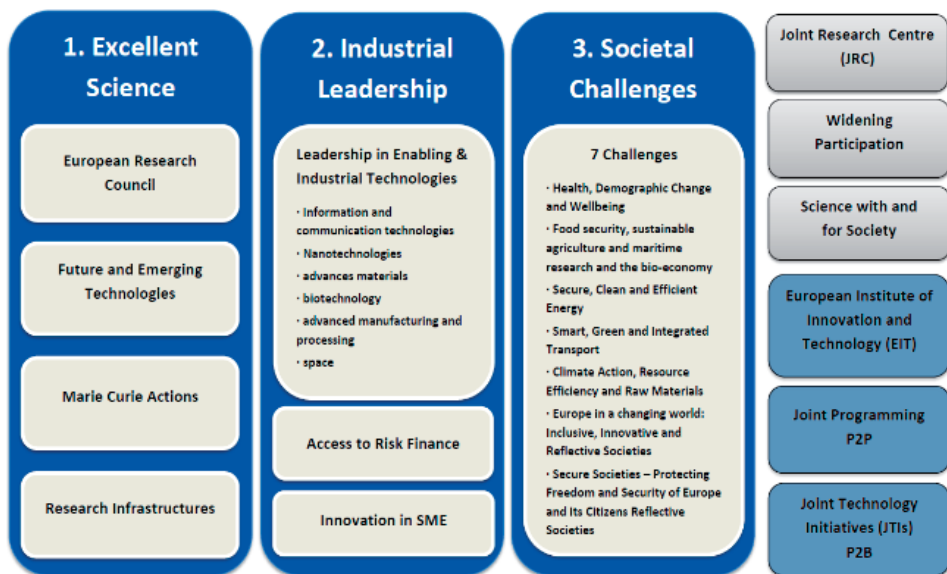 1. Excellent
Science
European Research
Council
Future and Emerging
Technologies
Marie Curie Actions
Research Infrastructures
2. Industrial
Leadership
Leadership in Enabling &
Industrial Technologies
· Information and
communication technologies
· Nanotechnologies
· advances materials
· biotechnology
· advanced manufacturing and
processing
· space
Access to Risk Finance
Innovation in SME
3. Societal
Challenges
7 Challenges
· Health, Demographic Change
and Wellbeing
· Food security, sustainable
agriculture and maritime
research and the bio-economy
· Secure, Clean and Efficient
Energy
· Smart, Green and Integrated
Transport
· Climate Action, Resource
Efficiency and Raw Materials
· Europe in a changing world:
Inclusive, Innovative and
Reflective Societies
· Secure Societies – Protecting
Freedom and Security of Europe
and Its Citizens Reflective
Societies
Joint Research Centre
(JRC)
Widening
Participation
Science with and
for Society
European Institute of
Innovation and
Technology (EIT)
Joint Programming
P2P
Joint Technology
Initiatives (JTIs)
P2B